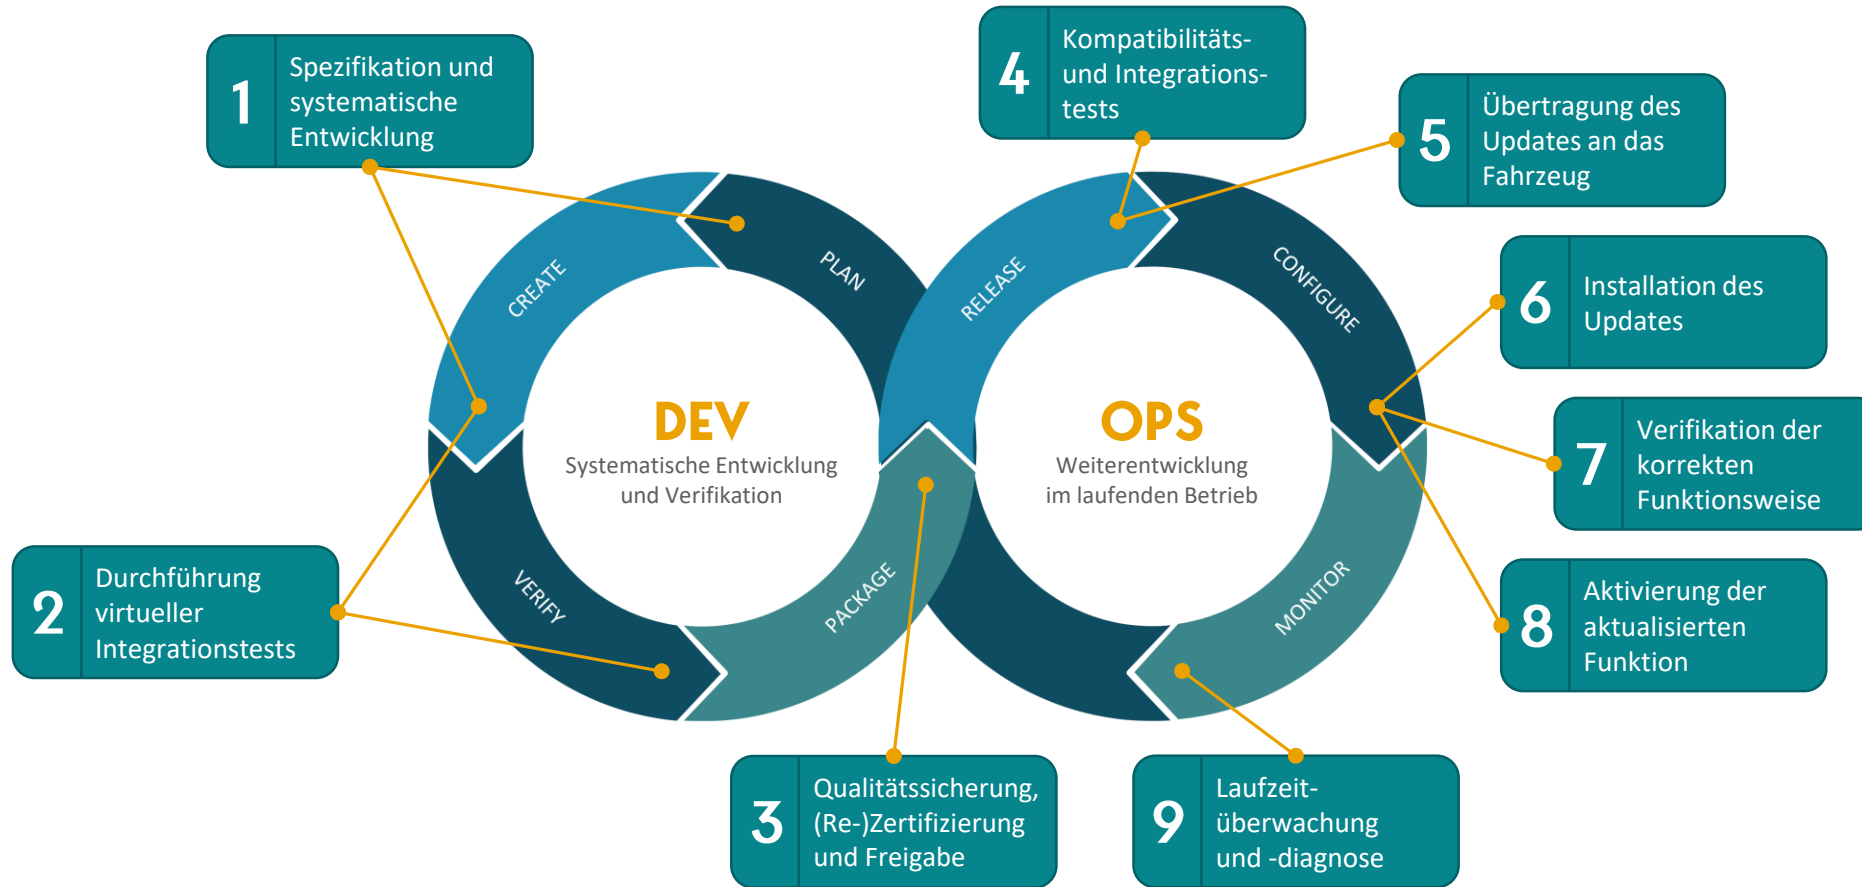 1
Spezifikation und
systematische
Entwicklung
4
Kompatibilitäts-
und Integrations-
tests
5
Übertragung des
Updates an das
Fahrzeug
CREATE
PLAN
RELEASE
CONFIGURE
6
Installation des
Updates
DEV
Systematische Entwicklung
und Verifikation
OPS
Weiterentwicklung
im laufenden Betrieb
7
Verifikation der
korrekten
Funktionsweise
2
Durchführung
virtueller
Integrationstests
VERIFY
PACKAGE
MONITOR
8
Aktivierung der
aktualisierten
Funktion
3
Qualitätssicherung,
(Re-)Zertifizierung
und Freigabe
9
Laufzeit-
überwachung
und -diagnose